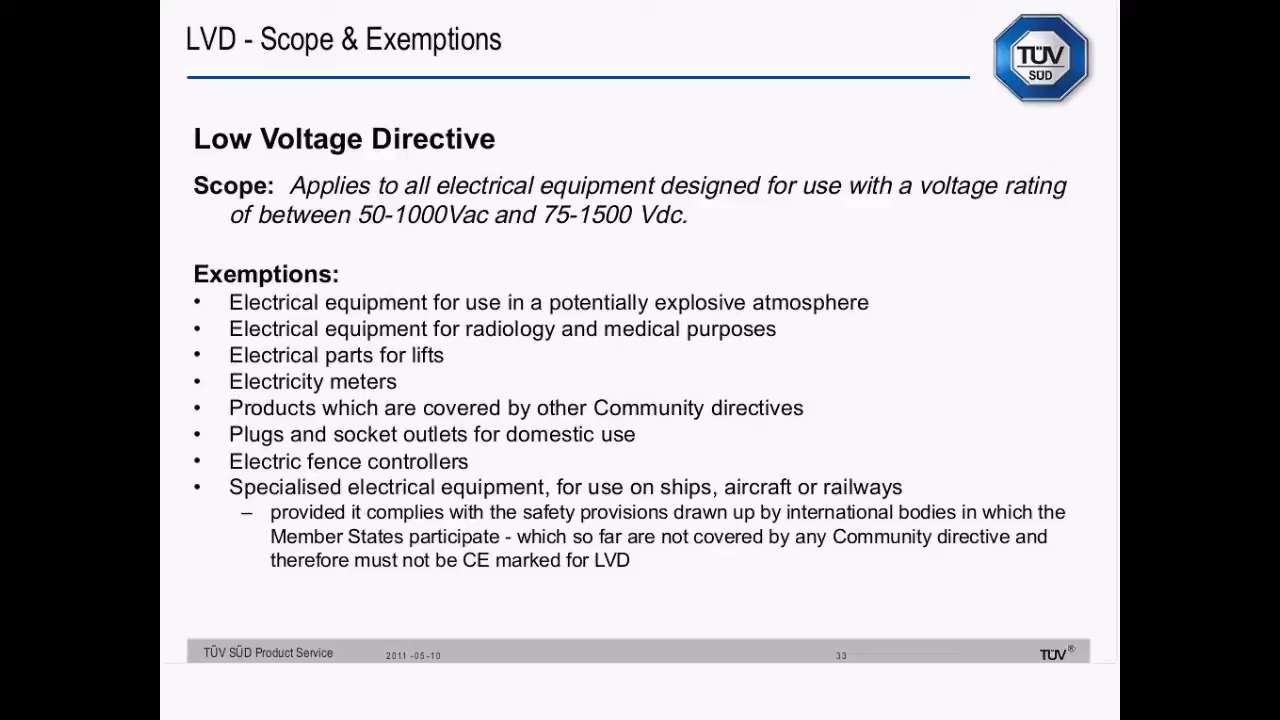 LVD - Scope & Exemptions
TÜV
SÜD
Low Voltage Directive
Scope: Applies to all electrical equipment designed for use with a voltage rating
of between 50-1000Vac and 75-1500 Vdc.
Exemptions:
• Electrical equipment for use in a potentially explosive atmosphere
• Electrical equipment for radiology and medical purposes
• Electrical parts for lifts
• Electricity meters
• Products which are covered by other Community directives
• Plugs and socket outlets for domestic use
• Electric fence controllers
• Specialised electrical equipment, for use on ships, aircraft or railways
– provided it complies with the safety provisions drawn up by international bodies in which the
Member States participate - which so far are not covered by any Community directive and
therefore must not be CE marked for LVD
TÜV SÜD Product Service 2011-05-10 33 TÜV®